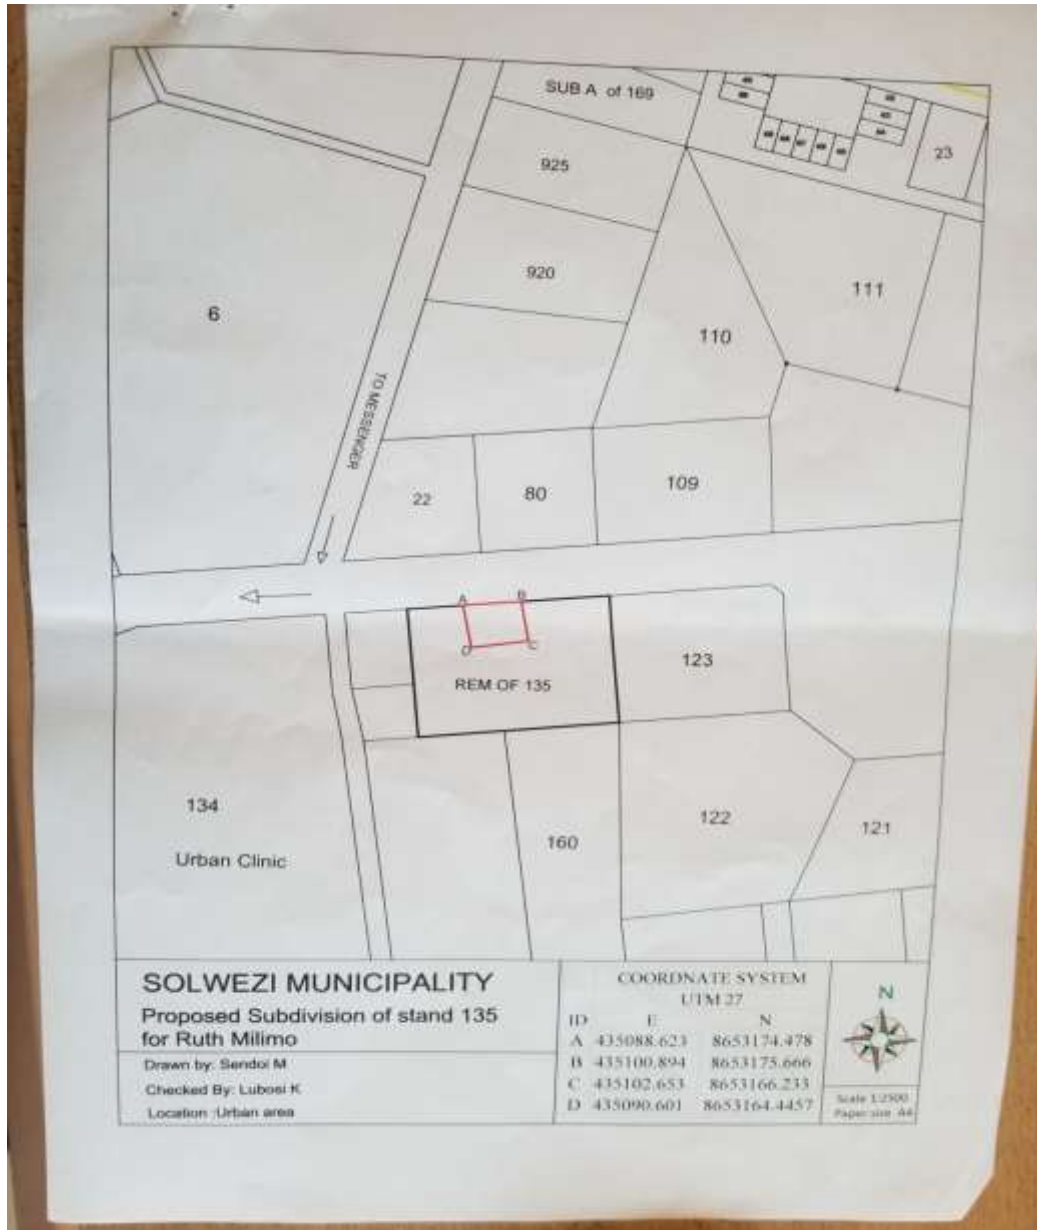 SUB A of 169
23
925
920
6
111
110
TO MESSENGER
22
80
109
A
B
D
C
REM OF 135
123
134
Urban Clinic
160
122
121
SOLWEZI MUNICIPALITY
Proposed Subdivision of stand 135
for Ruth Milimo
Drawn by: Sendoi M
Checked By: Lubosi K
Location :Urban area
COORDNATE SYSTEM
UTM 27
ID E N
A 435088.623 8653174.478
B 435100.894 8653175.666
C 435102.653 8653166.233
D 435090.601 8653164.4457
N
Scale 1:2500
Paper size A4